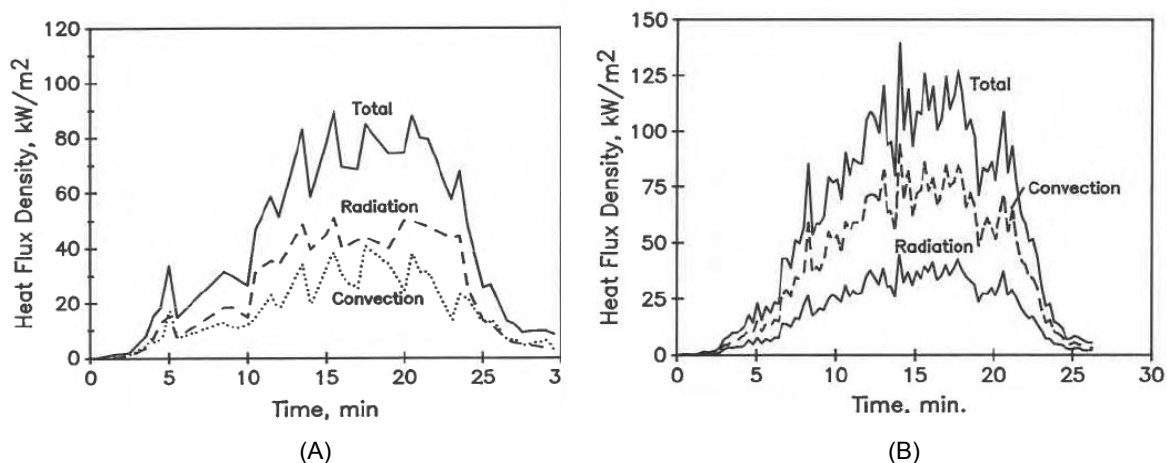 120
100
80
60
40
20
0
Heat Flux Density, kW/m2
Total
Radiation
Convection
0 5 10 15 20 25 30
Time, min
(A)
150
125
100
75
50
25
0
Heat Flux Density, kW/m2
Total
Convection
Radiation
0 5 10 15 20 25 30
Time, min.
(B)